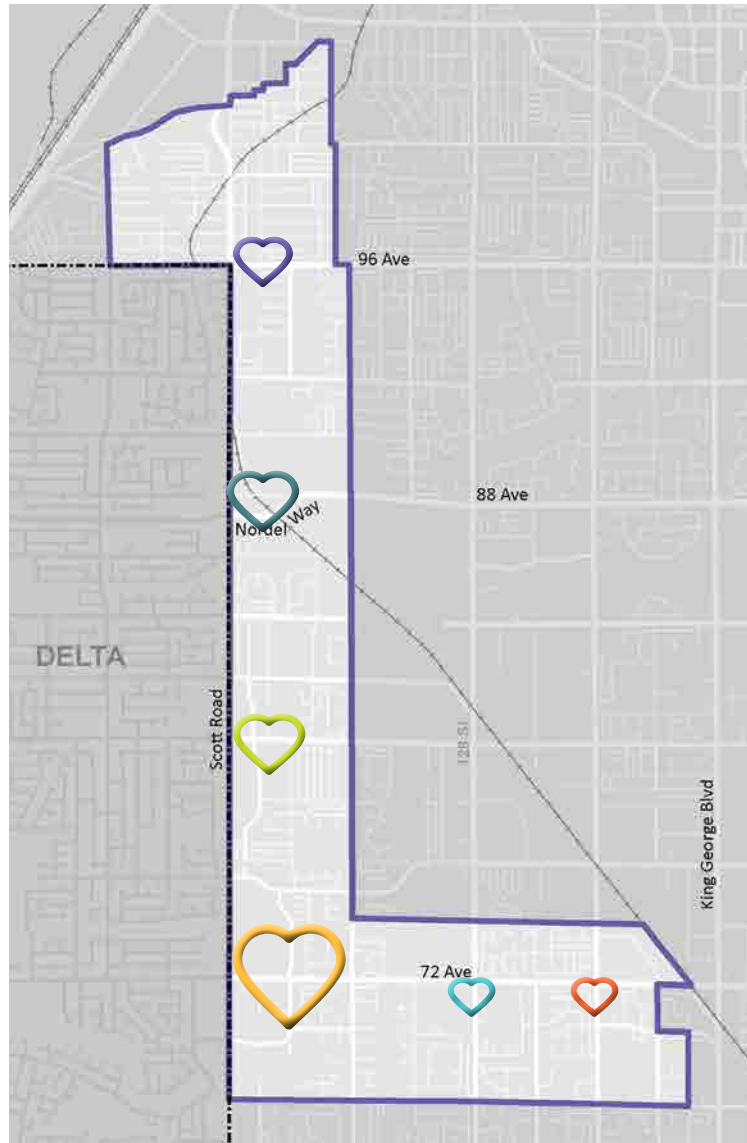 96 Ave
88 Ave
Nordel Way
DELTA
Scott Road
128 St
King George Blvd
72 Ave